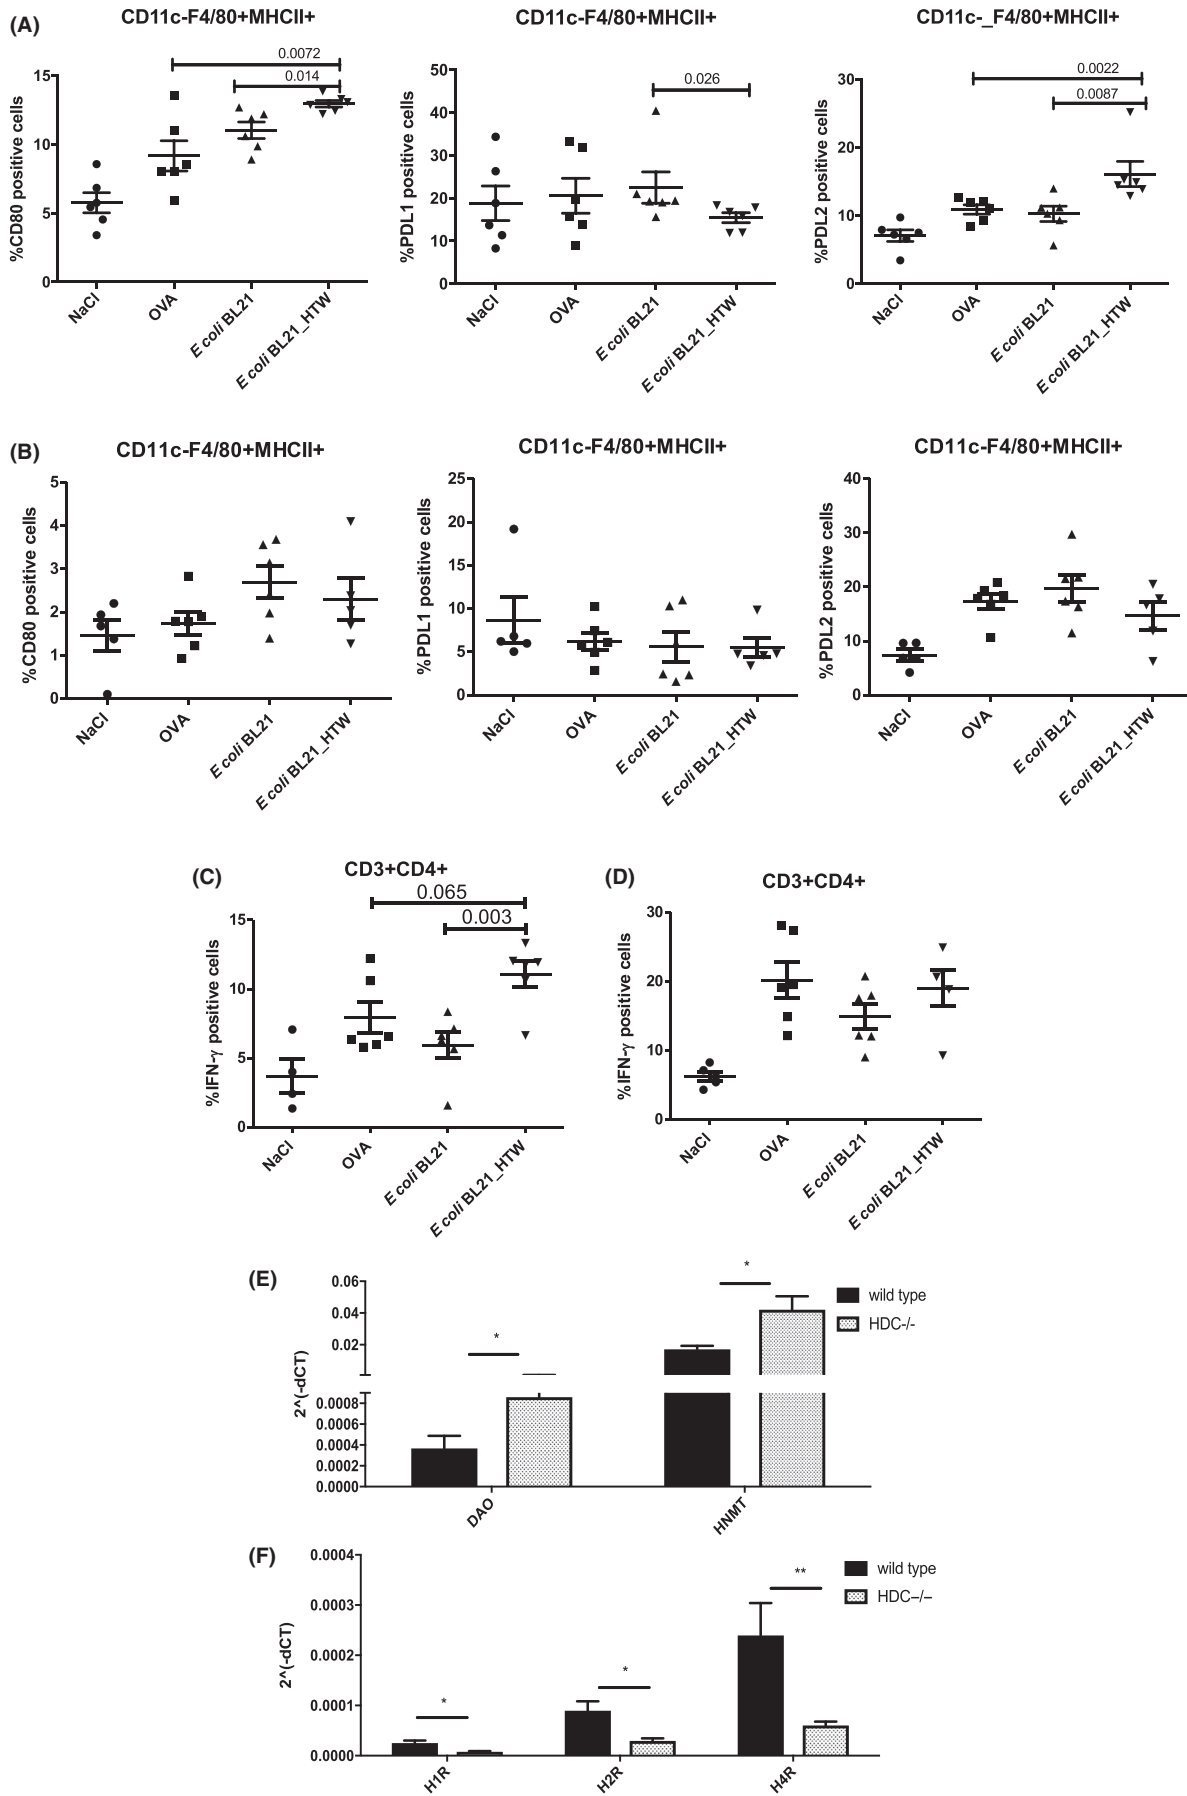 (A)
CD11c-F4/80+MHCII+
%CD80 positive cells
15
10
5
0
0.0072
0.014
NaCl
OVA
E coli BL21
E coli BL21_HTW
CD11c-F4/80+MHCII+
%PDL1 positive cells
50
40
30
20
10
0
0.026
NaCl
OVA
E coli BL21
E coli BL21_HTW
CD11c-_F4/80+MHCII+
%PDL2 positive cells
30
20
10
0
0.0022
0.0087
NaCl
OVA
E coli BL21
E coli BL21_HTW
(B)
CD11c-F4/80+MHCII+
%CD80 positive cells
5
4
3
2
1
0
NaCl
OVA
E coli BL21
E coli BL21_HTW
CD11c-F4/80+MHCII+
%PDL1 positive cells
25
20
15
10
5
0
NaCl
OVA
E coli BL21
E coli BL21_HTW
CD11c-F4/80+MHCII+
%PDL2 positive cells
40
30
20
10
0
NaCl
OVA
E coli BL21
E coli BL21_HTW
(C)
CD3+CD4+
%IFN-γ positive cells
15
10
5
0
0.065
0.003
NaCl
OVA
E coli BL21
E coli BL21_HTW
(D)
CD3+CD4+
%IFN-γ positive cells
30
20
10
0
NaCl
OVA
E coli BL21
E coli BL21_HTW
(E)
2^(-dCT)
0.06
0.04
0.02
0.0008
0.0006
0.0004
0.0002
0.0000
*
*
DAO
HNMT
wild type
HDC-/-
(F)
2^(-dCT)
0.0004
0.0003
0.0002
0.0001
0.0000
*
*
**
H1R
H2R
H4R
wild type
HDC–/–